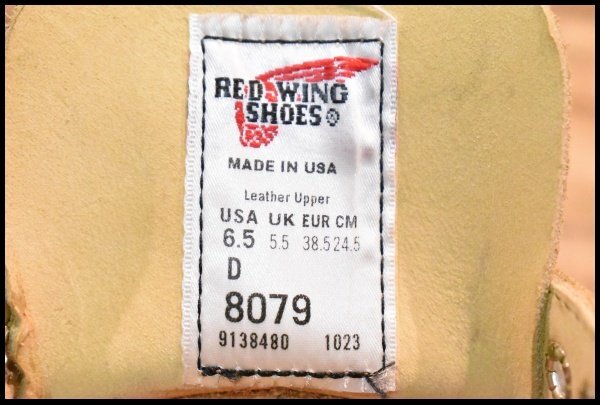 RED WING
SHOES®
MADE IN USA
Leather Upper
USA UK EUR CM
6.5 5.5 38.5 24.5
D
8079
9138480 1023